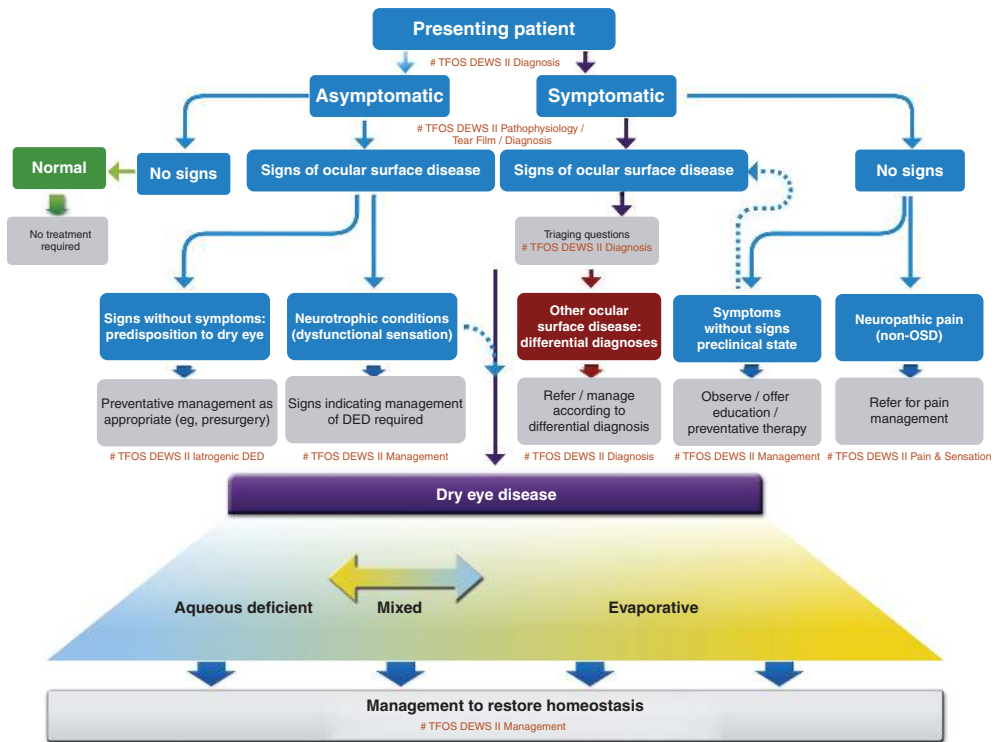 Presenting patient
# TFOS DEWS II Diagnosis
Asymptomatic
Symptomatic
# TFOS DEWS II Pathophysiology /
Tear Film / Diagnosis
Normal
No signs
Signs of ocular surface disease
Signs of ocular surface disease
No signs
No treatment
required
Triaging questions
# TFOS DEWS II Diagnosis
Signs without symptoms:
predisposition to dry eye
Neurotrophic conditions
(dysfunctional sensation)
Other ocular
surface disease:
differential diagnoses
Symptoms
without signs
preclinical state
Neuropathic pain
(non-OSD)
Preventative management as
appropriate (eg, presurgery)
Signs indicating management
of DED required
Refer / manage
according to
differential diagnosis
Observe / offer
education /
preventative therapy
Refer for pain
management
# TFOS DEWS II Iatrogenic DED
# TFOS DEWS II Management
# TFOS DEWS II Diagnosis
# TFOS DEWS II Management
# TFOS DEWS II Pain & Sensation
Dry eye disease
Aqueous deficient
Mixed
Evaporative
Management to restore homeostasis
# TFOS DEWS II Management